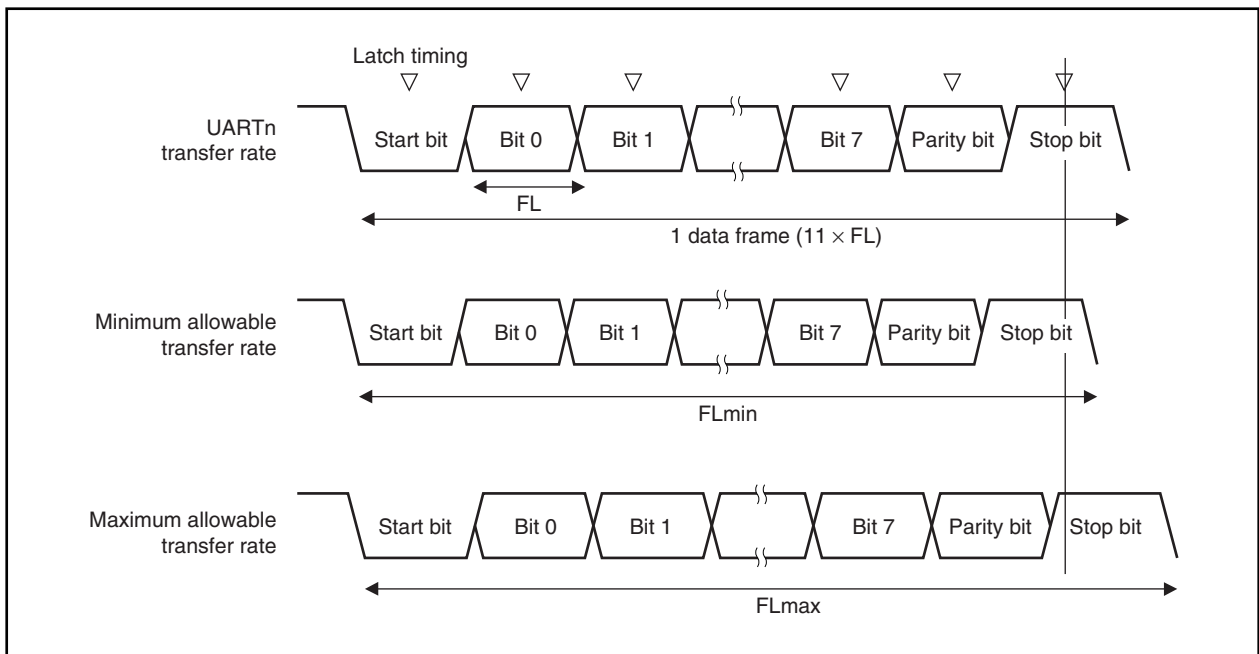 Latch timing
UARTn
transfer rate
Start bit
Bit 0
Bit 1
Bit 7
Parity bit
Stop bit
FL
1 data frame (11 × FL)
Minimum allowable
transfer rate
Start bit
Bit 0
Bit 1
Bit 7
Parity bit
Stop bit
FLmin
Maximum allowable
transfer rate
Start bit
Bit 0
Bit 1
Bit 7
Parity bit
Stop bit
FLmax